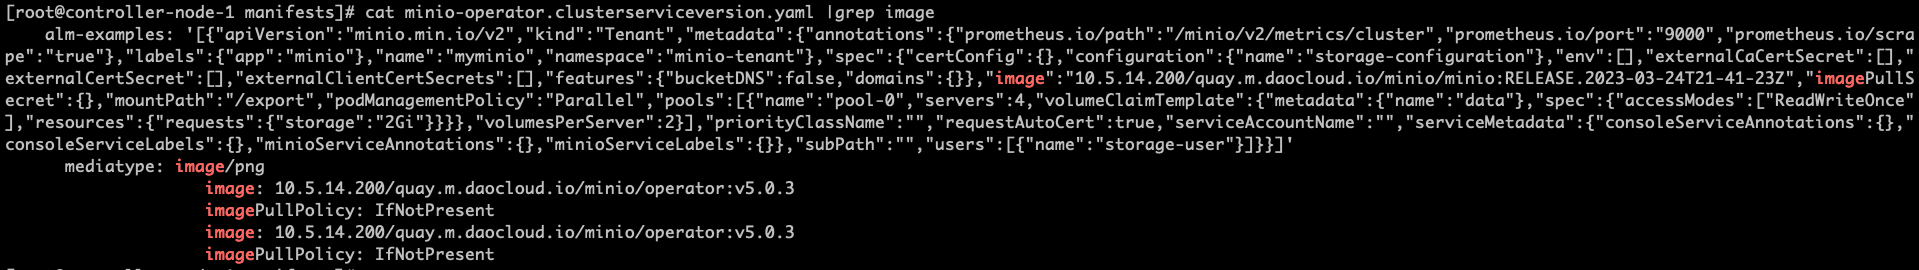 [root@controller-node-1 manifests]# cat minio-operator.clusterserviceversion.yaml |grep image
    alm-examples: '[{"apiVersion":"minio.min.io/v2","kind":"Tenant","metadata":{"annotations":{"prometheus.io/path":"/minio/v2/metrics/cluster","prometheus.io/port":"9000","prometheus.io/scra
pe":"true"},"labels":{"app":"minio"},"name":"myminio","namespace":"minio-tenant"},"spec":{"certConfig":{},"configuration":{"name":"storage-configuration"},"env":[],"externalCaCertSecret":[],"
externalCertSecret":[],"externalClientCertSecrets":[],"features":{"bucketDNS":false,"domains":{}},"image":"10.5.14.200/quay.m.daocloud.io/minio/minio:RELEASE.2023-03-24T21-41-23Z","imagePullS
ecret":{},"mountPath":"/export","podManagementPolicy":"Parallel","pools":[{"name":"pool-0","servers":4,"volumeClaimTemplate":{"metadata":{"name":"data"},"spec":{"accessModes":["ReadWriteOnce"
],"resources":{"requests":{"storage":"2Gi"}}}},"volumesPerServer":2}],"priorityClassName":"","requestAutoCert":true,"serviceAccountName":"","serviceMetadata":{"consoleServiceAnnotations":{},"
consoleServiceLabels":{},"minioServiceAnnotations":{},"minioServiceLabels":{}},"subPath":"","users":[{"name":"storage-user"}]}}]'
      mediatype: image/png
                    image: 10.5.14.200/quay.m.daocloud.io/minio/operator:v5.0.3
                    imagePullPolicy: IfNotPresent
                    image: 10.5.14.200/quay.m.daocloud.io/minio/operator:v5.0.3
                    imagePullPolicy: IfNotPresent